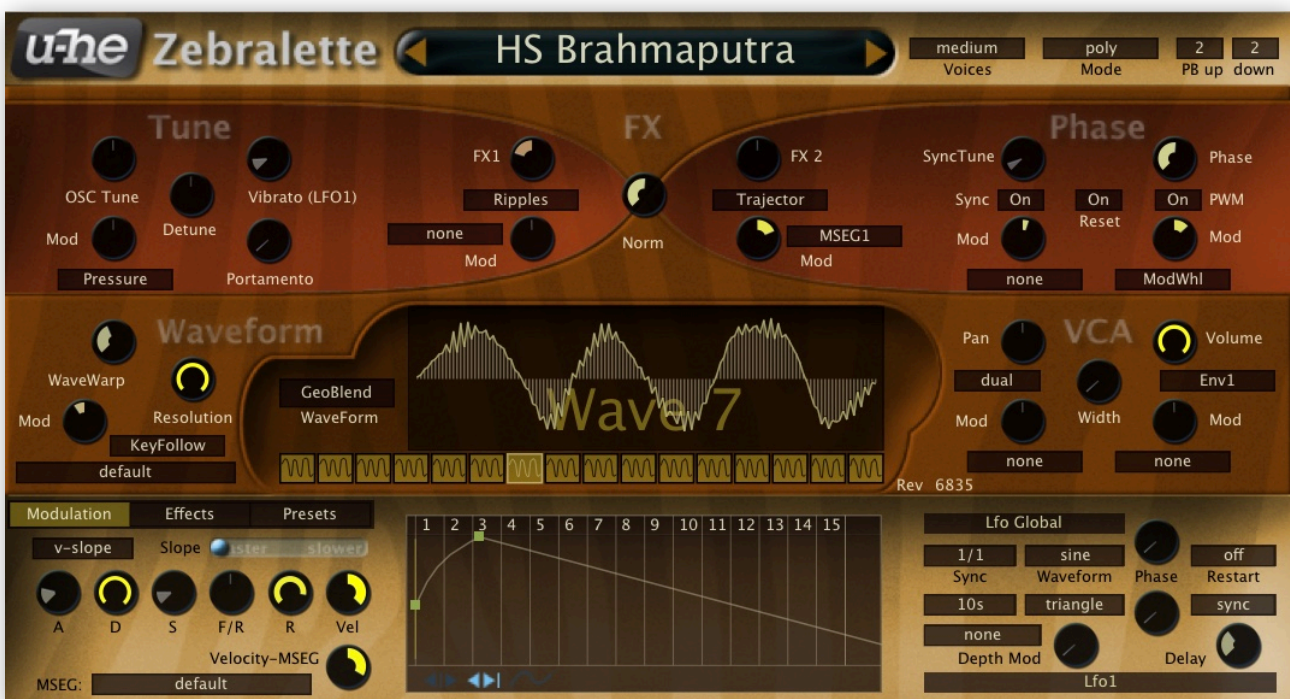 u-he Zebralette
HS Brahmaputra
medium poly 2 2
Voices Mode PB up down
Tune FX Phase
FX1 FX 2 SyncTune Phase
OSC Tune Vibrato (LFO1) Ripples Trajector Sync On On On PWM
Reset
Detune none Norm MSEG1 Mod Mod
Mod Mod Mod
Pressure Portamento none ModWhl
Waveform VCA
Pan Volume
WaveWarp GeoBlend dual Env1
Resolution WaveForm Wave 7 Width
Mod Mod Mod
KeyFollow
default none none
Rev 6835
Modulation Effects Presets
1 2 3 4 5 6 7 8 9 10 11 12 13 14 15
Lfo Global
v-slope Slope slower
1/1 sine off
Sync Waveform Phase Restart
10s triangle sync
A D S F/R R Vel
none
Velocity-MSEG
Depth Mod Delay
MSEG: default
Lfo1